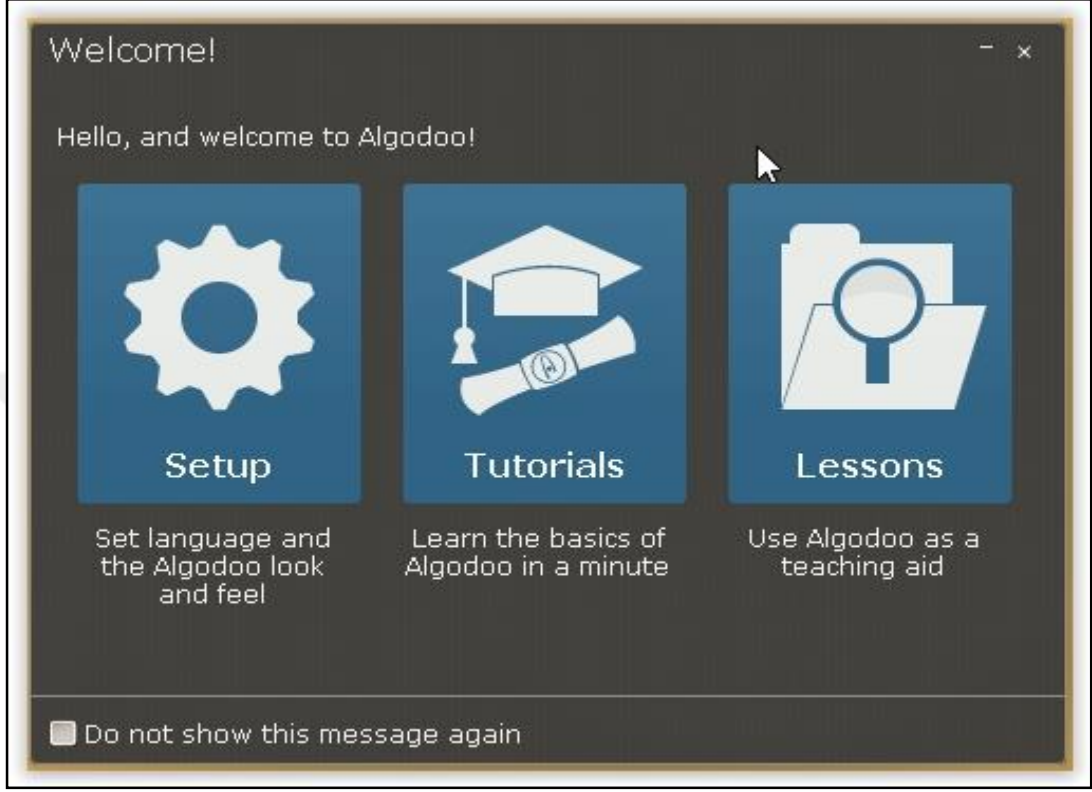 Welcome!
Hello, and welcome to Algodoo!
Setup
Tutorials
Lessons
Set language and
the Algodoo look
and feel
Learn the basics of
Algodoo in a minute
Use Algodoo as a
teaching aid
Do not show this message again